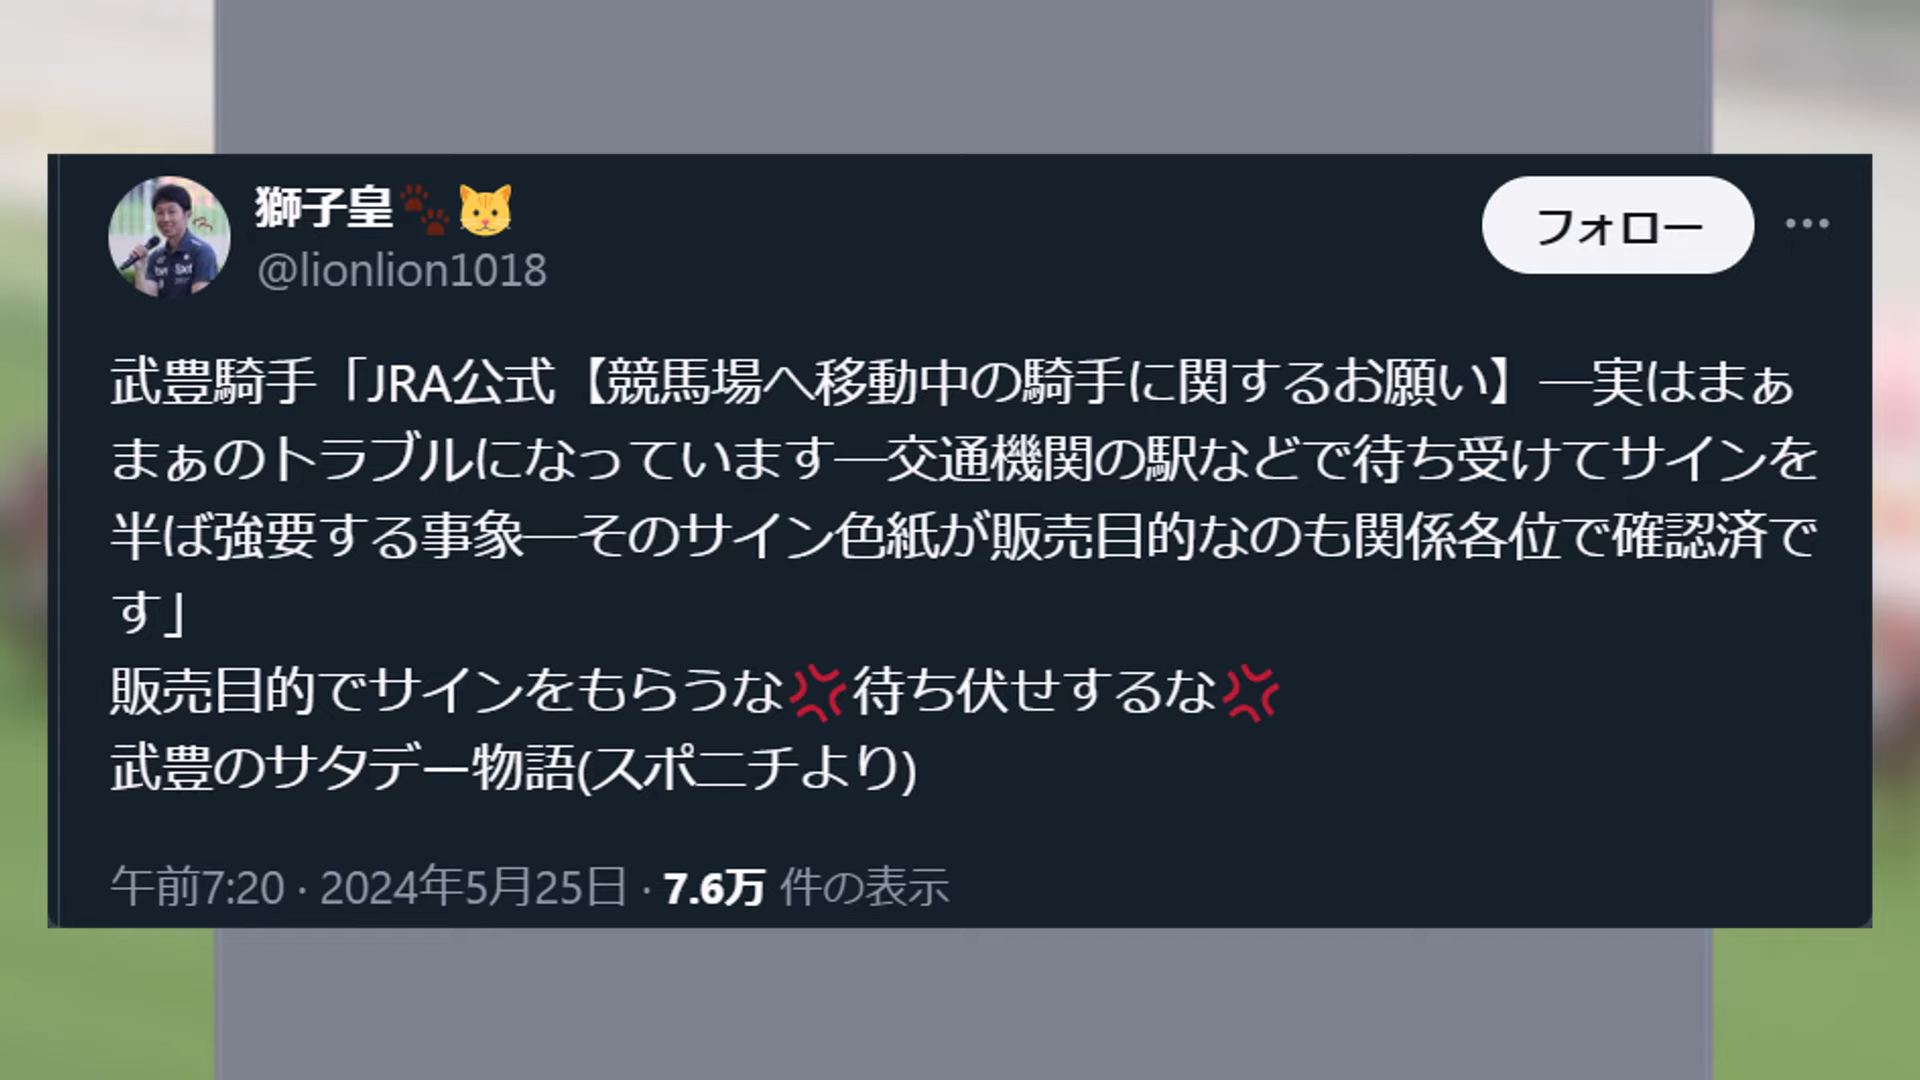 獅子皇🐾🐱
@lionlion1018
フォロー
武豊騎手「JRA公式【競馬場へ移動中の騎手に関するお願い】―実はまぁ
まぁのトラブルになっています―交通機関の駅などで待ち受けてサインを
半ば強要する事象―そのサイン色紙が販売目的なのも関係各位で確認済で
す」
販売目的でサインをもらうな💢待ち伏せするな💢
武豊のサタデー物語(スポニチより)
午前7:20 · 2024年5月25日 · 7.6万 件の表示